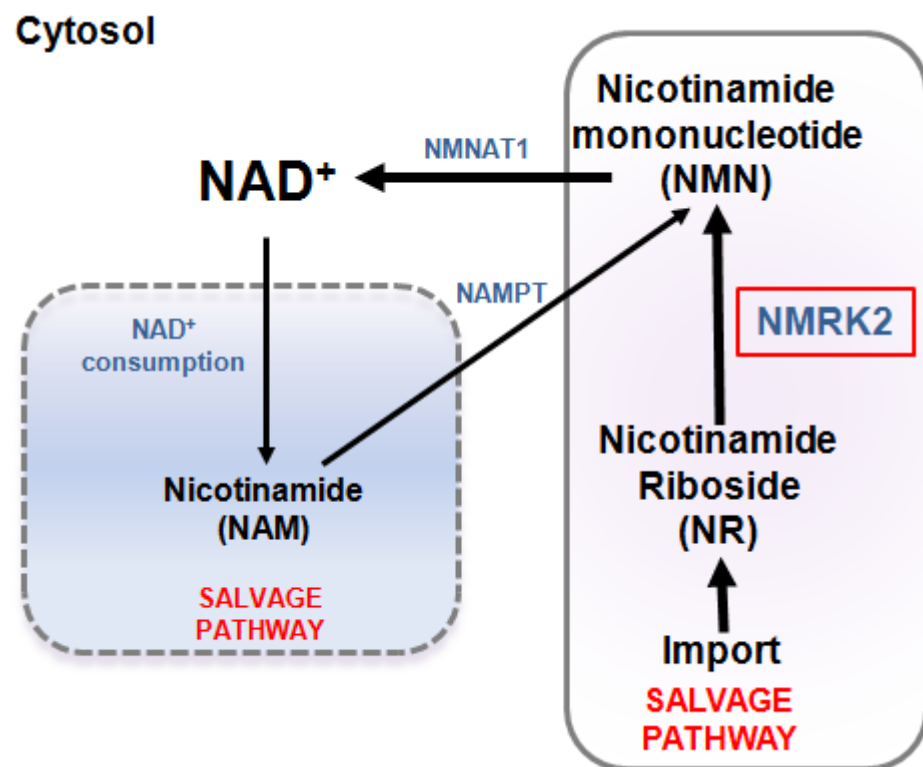 Cytosol
Nicotinamide
mononucleotide
(NMN)
NMNAT1
NAD⁺
NAMPT
NMRK2
NAD⁺
consumption
Nicotinamide
Riboside
(NR)
Nicotinamide
(NAM)
SALVAGE
PATHWAY
Import
SALVAGE
PATHWAY